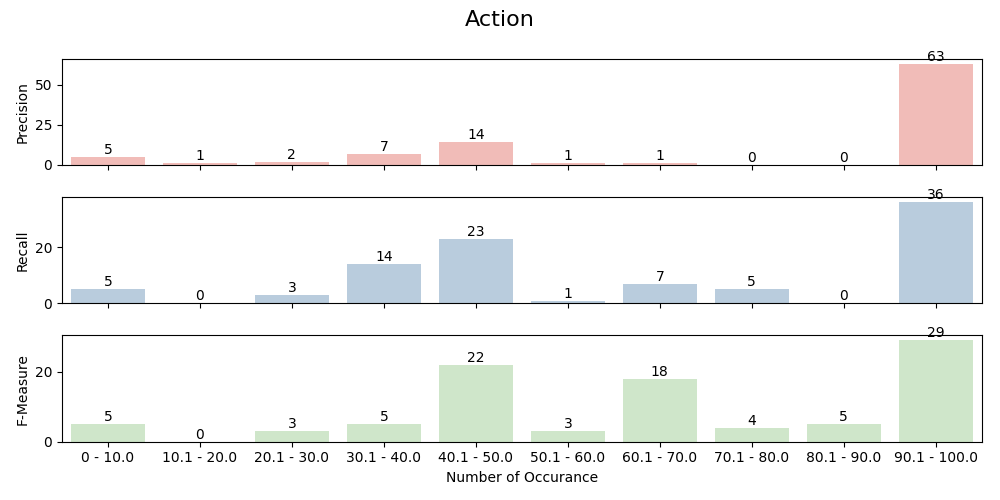 Action
Precision
50
25
0
5 1 2 7 14 1 1 0 0 63
Recall
20
0
5 0 3 14 23 1 7 5 0 36
F-Measure
20
0
5 0 3 5 22 3 18 4 5 29
0 - 10.0 10.1 - 20.0 20.1 - 30.0 30.1 - 40.0 40.1 - 50.0 50.1 - 60.0 60.1 - 70.0 70.1 - 80.0 80.1 - 90.0 90.1 - 100.0
Number of Occurance